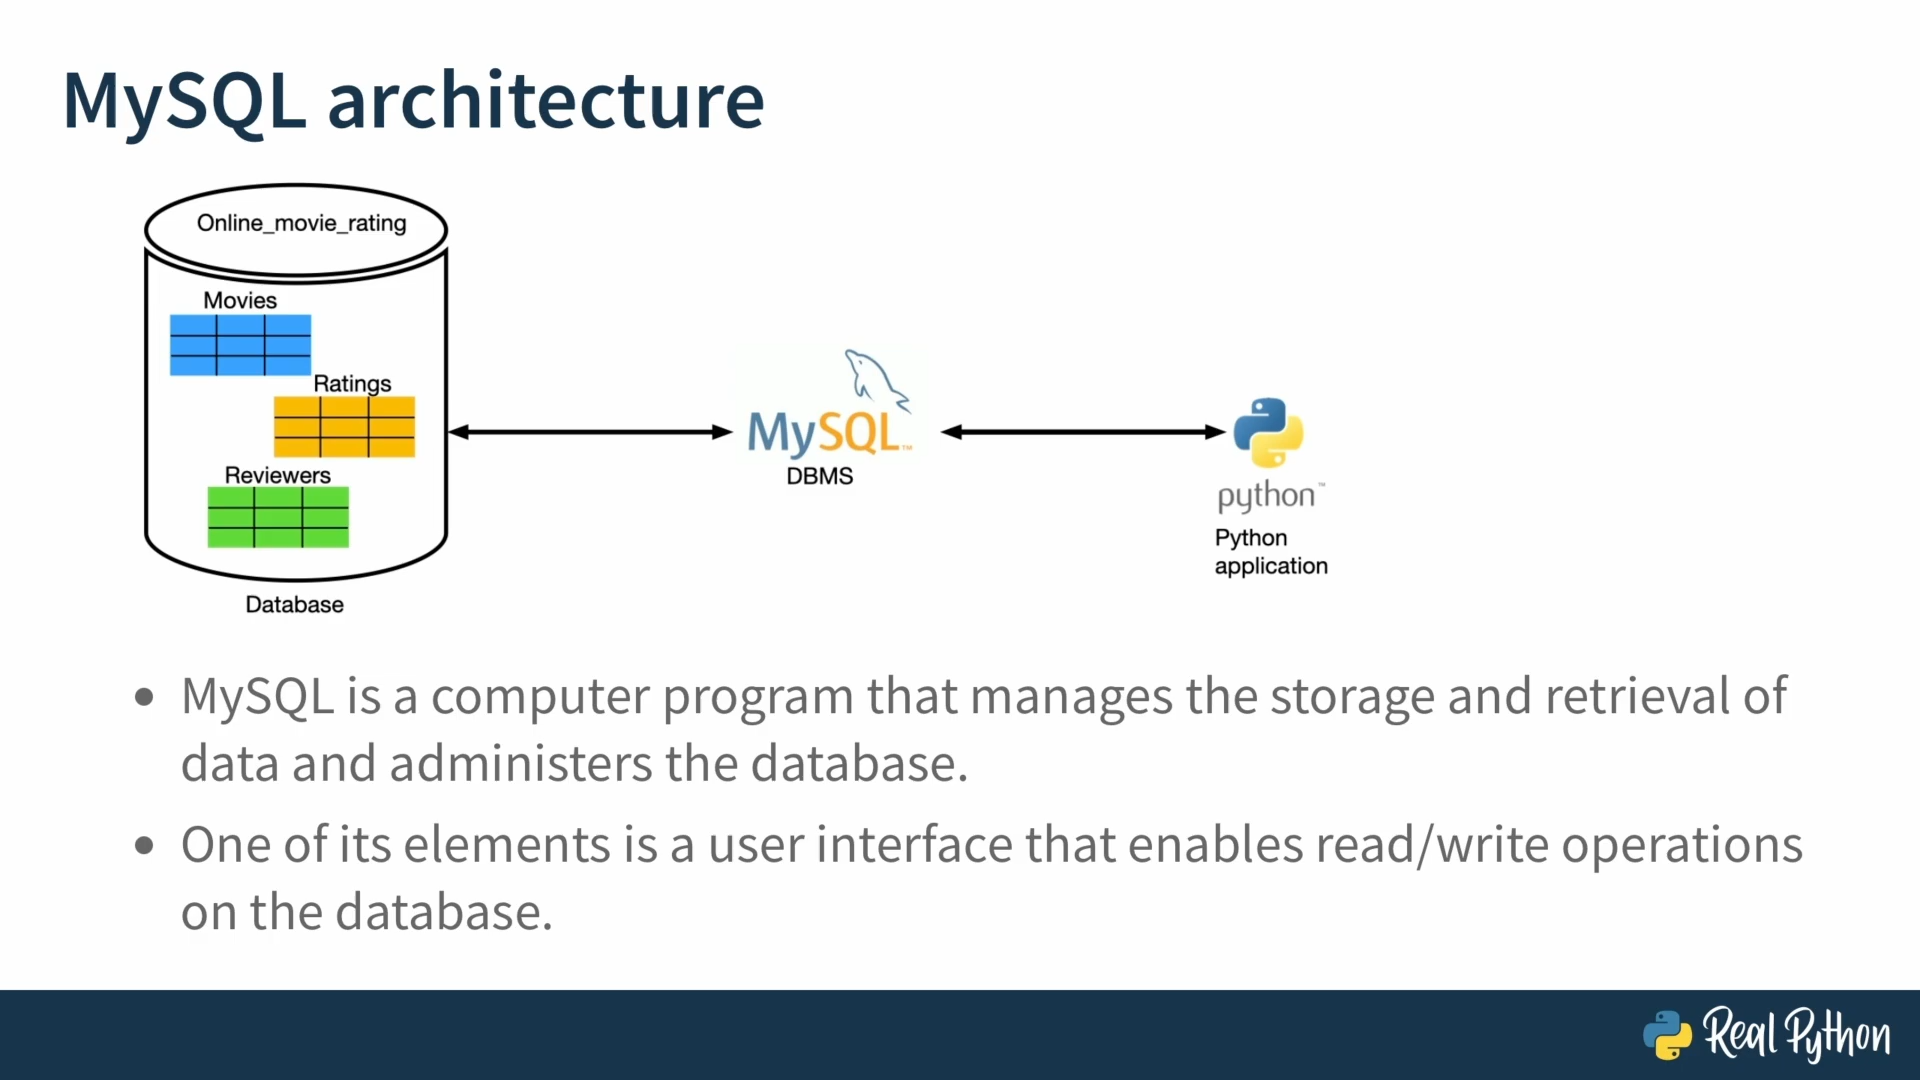 MySQL architecture
Online_movie_rating
Movies
Ratings
Reviewers
Database
MySQL™
DBMS
python™
Python
application
• MySQL is a computer program that manages the storage and retrieval of
data and administers the database.
• One of its elements is a user interface that enables read/write operations
on the database.
Real Python